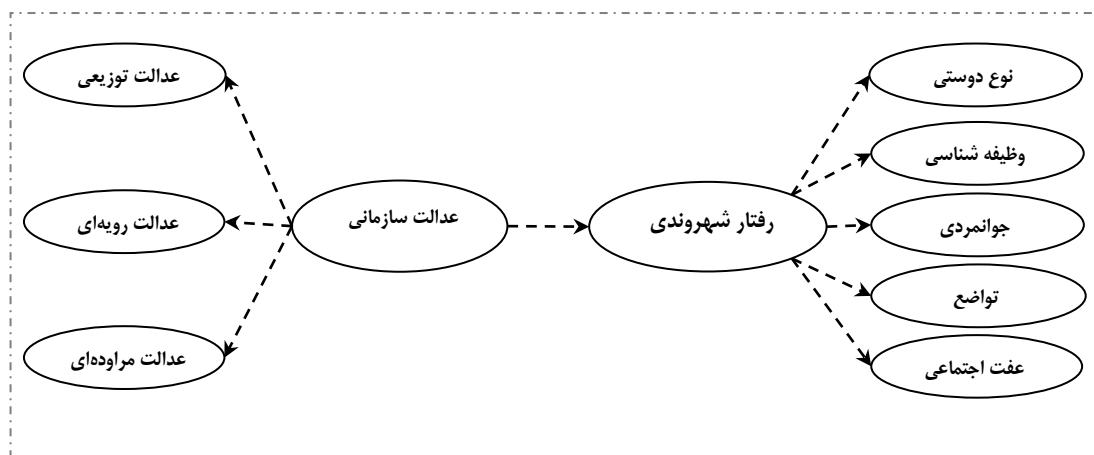 نوع دوستی
عدالت توزیعی
وظیفه شناسی
رفتار شهروندی
عدالت سازمانی
عدالت رویه‌ای
جوانمردی
تواضع
عدالت مراوده‌ای
عفت اجتماعی